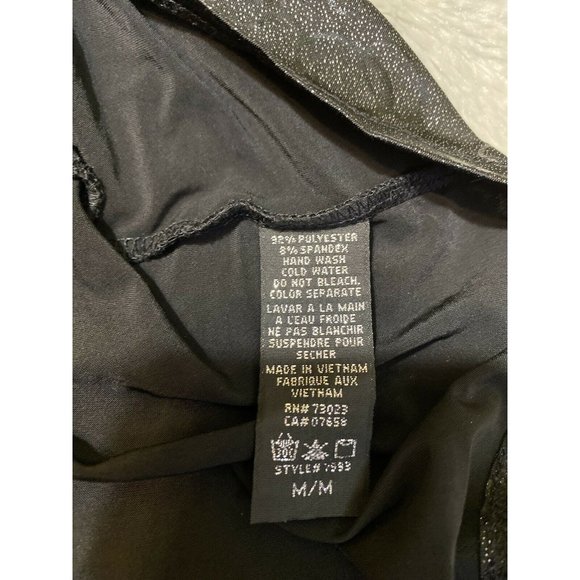 92% POLYESTER
8% SPANDEX
HAND WASH
COLD WATER
DO NOT BLEACH.
COLOR SEPARATE
LAVAR A LA MAIN
A L'EAU FROIDE
NE PAS BLANCHIR
SUSPENDRE POUR
SECHER
MADE IN VIETNAM
FABRIQUE AUX
VIETNAM
RN# 73023
CA# 07658
STYLE# 7993
M/M